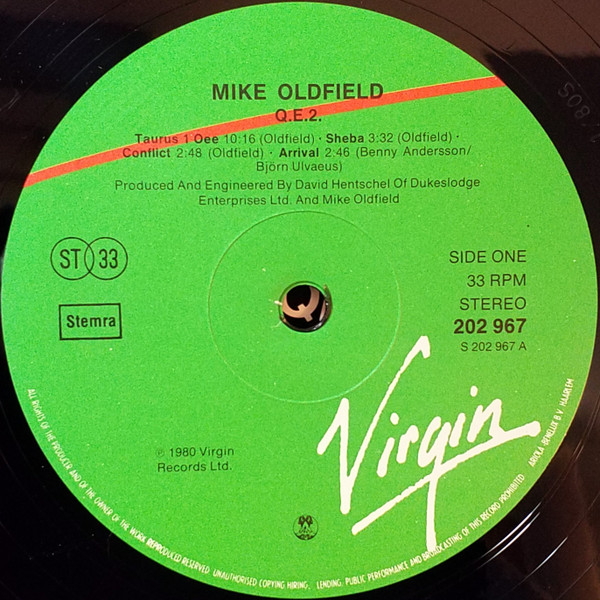 MIKE OLDFIELD
Q.E.2.
Taurus 1 Oee 10:16 (Oldfield) · Sheba 3:32 (Oldfield) ·
Conflict 2:48 (Oldfield) · Arrival 2:46 (Benny Andersson/
Björn Ulvaeus)
Produced And Engineered By David Hentschel Of Dukeslodge
Enterprises Ltd. And Mike Oldfield
ST 33
Stemra
SIDE ONE
33 RPM
STEREO
202 967
S 202 967 A
Virgin
℗ 1980 Virgin
Records Ltd.
ALL RIGHTS OF THE PRODUCER AND OF THE OWNER OF THE WORK REPRODUCED RESERVED. UNAUTHORISED COPYING HIRING, LENDING, PUBLIC PERFORMANCE AND BROADCASTING OF THIS RECORD PROHIBITED. ARIOLA BENELUX B.V. HAARLEM